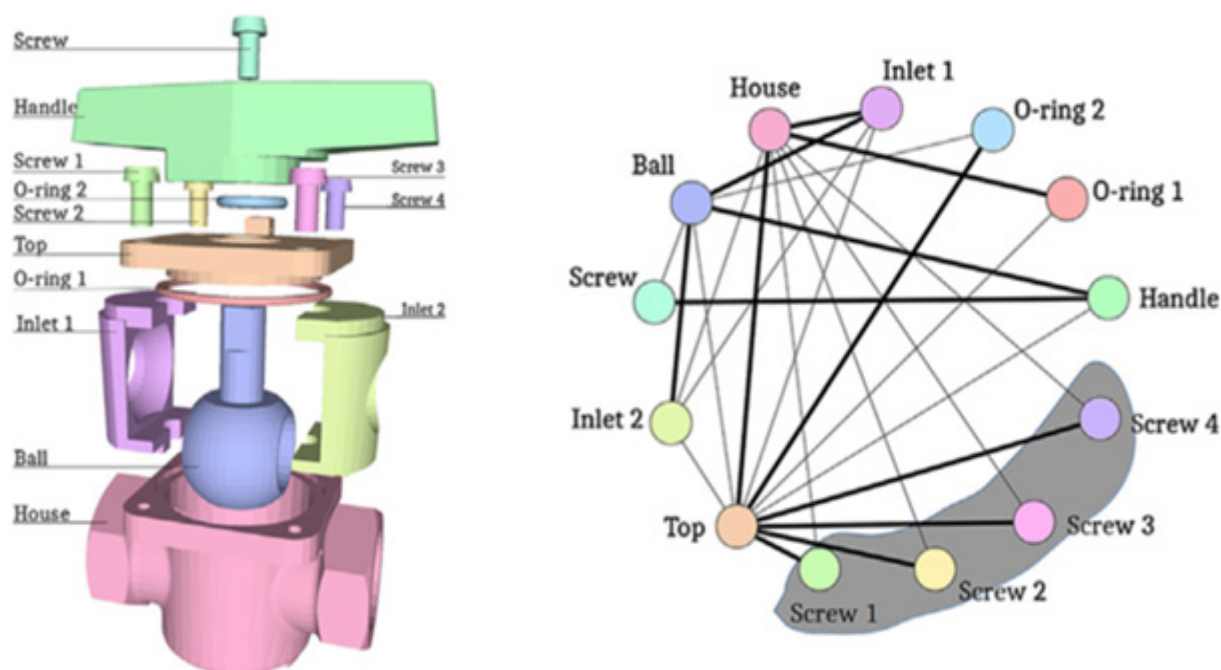 Screw
Handle
Screw 1
O-ring 2
Screw 2
Top
O-ring 1
Inlet 1
Ball
House
Screw 3
Screw 4
Inlet 2
House
Inlet 1
O-ring 2
Ball
O-ring 1
Screw
Handle
Inlet 2
Screw 4
Top
Screw 3
Screw 2
Screw 1